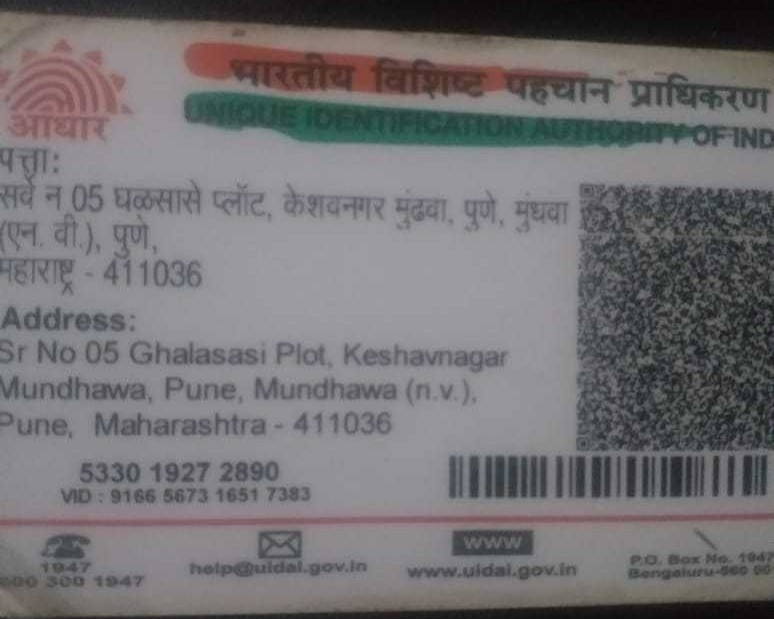 भारतीय विशिष्ट पहचान प्राधिकरण
UNIQUE IDENTIFICATION AUTHORITY OF IND
आधार
पत्ता:
सर्वे न 05 घळसासे प्लॉट, केशवनगर मुंढवा, पुणे, मुंधवा
(एन. वी.), पुणे,
महाराष्ट्र - 411036
Address:
Sr No 05 Ghalasasi Plot, Keshavnagar
Mundhawa, Pune, Mundhawa (n.v.),
Pune, Maharashtra - 411036
5330 1927 2890
VID : 9166 5673 1651 7383
1947
300 1947
help@uidai.gov.in
WWW
www.uidai.gov.in
P.O. Box No. 1947
Bengaluru-560 00